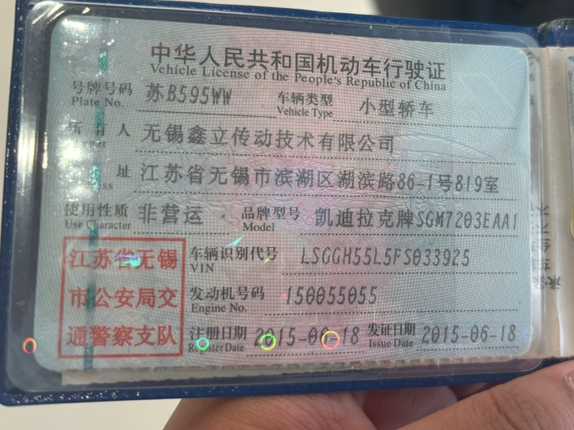 中华人民共和国机动车行驶证
Vehicle License of the People's Republic of China
号牌号码 苏B595WW 车辆类型 小型轿车
Plate No. Vehicle Type
所有人 无锡鑫立传动技术有限公司
住址 江苏省无锡市滨湖区湖滨路86-1号819室
使用性质 非营运 品牌型号 凯迪拉克牌SGM7203EAA1
Use Character Model
江苏省无锡
市公安局交
通警察支队
车辆识别代号 LSGGH55L5FS033925
VIN
发动机号码 150055055
Engine No.
注册日期 2015-06-18 发证日期 2015-06-18
Register Date Issue Date